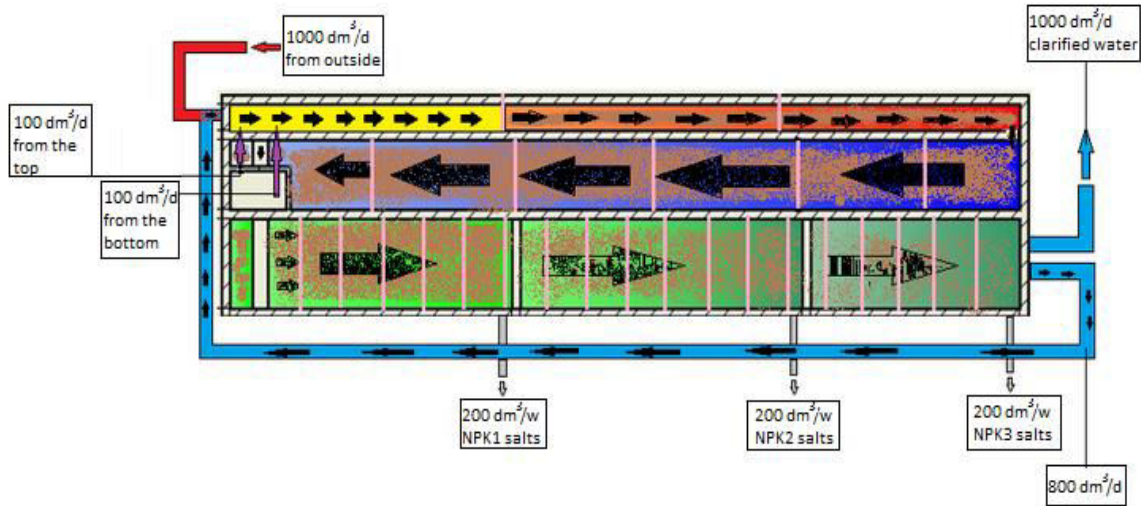 1000 dm³/d
from outside
1000 dm³/d
clarified water
100 dm³/d
from the
top
100 dm³/d
from the
bottom
200 dm³/w
NPK1 salts
200 dm³/w
NPK2 salts
200 dm³/w
NPK3 salts
800 dm³/d